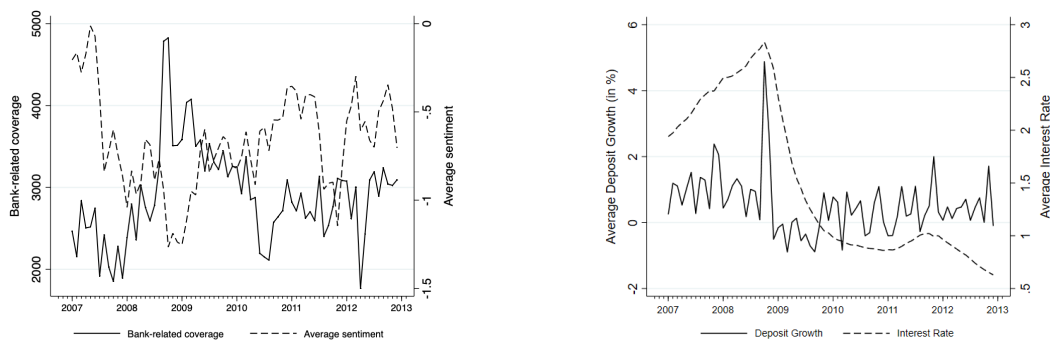 Bank-related coverage
5000
4000
3000
2000
Average sentiment
0
-.5
-1
-1.5
2007 2008 2009 2010 2011 2012 2013
Bank-related coverage Average sentiment
Average Deposit Growth (in %)
6
4
2
0
-2
Average Interest Rate
3
2.5
2
1.5
1
.5
2007 2008 2009 2010 2011 2012 2013
Deposit Growth Interest Rate